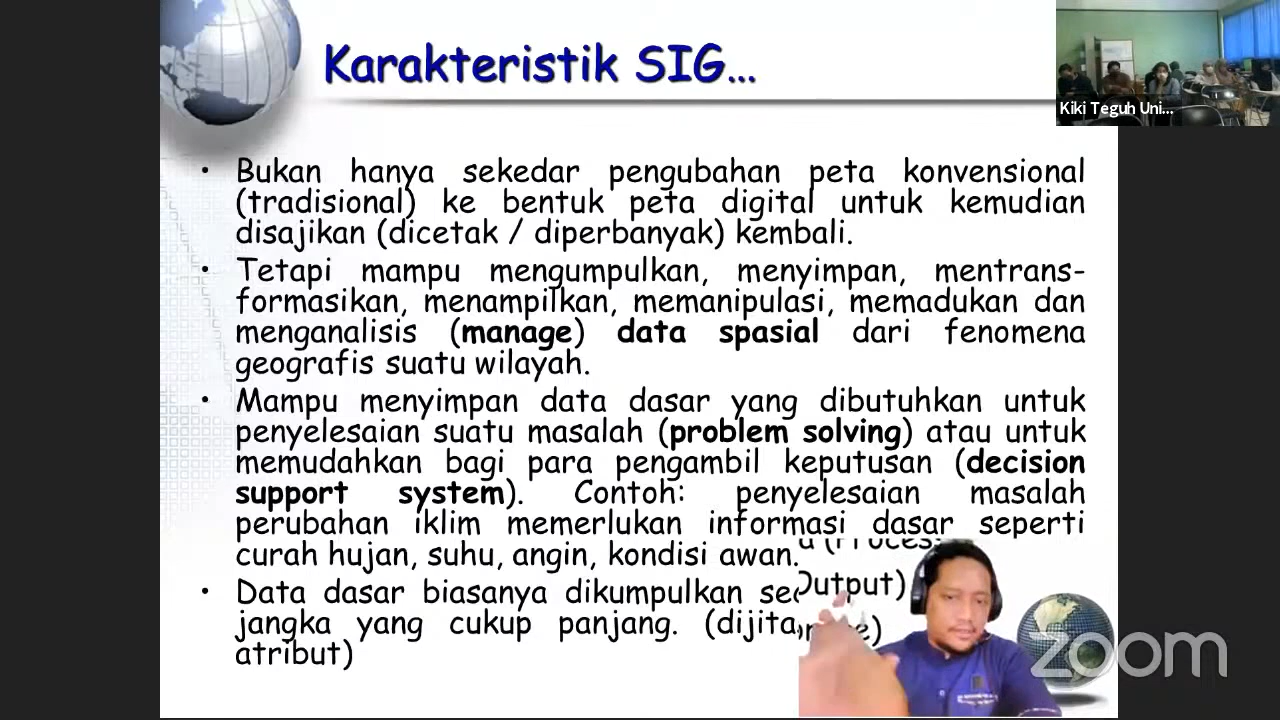 Karakteristik SIG...
Kiki Teguh Uni...
• Bukan hanya sekedar pengubahan peta konvensional
(tradisional) ke bentuk peta digital untuk kemudian
disajikan (dicetak / diperbanyak) kembali.
• Tetapi mampu mengumpulkan, menyimpan, mentrans-
formasikan, menampilkan, memanipulasi, memadukan dan
menganalisis (manage) data spasial dari fenomena
geografis suatu wilayah.
• Mampu menyimpan data dasar yang dibutuhkan untuk
penyelesaian suatu masalah (problem solving) atau untuk
memudahkan bagi para pengambil keputusan (decision
support system). Contoh: penyelesaian masalah
perubahan iklim memerlukan informasi dasar seperti
curah hujan, suhu, angin, kondisi awan.
• Data dasar biasanya dikumpulkan
jangka yang cukup panjang. (dijita
atribut)
Output)
zoom